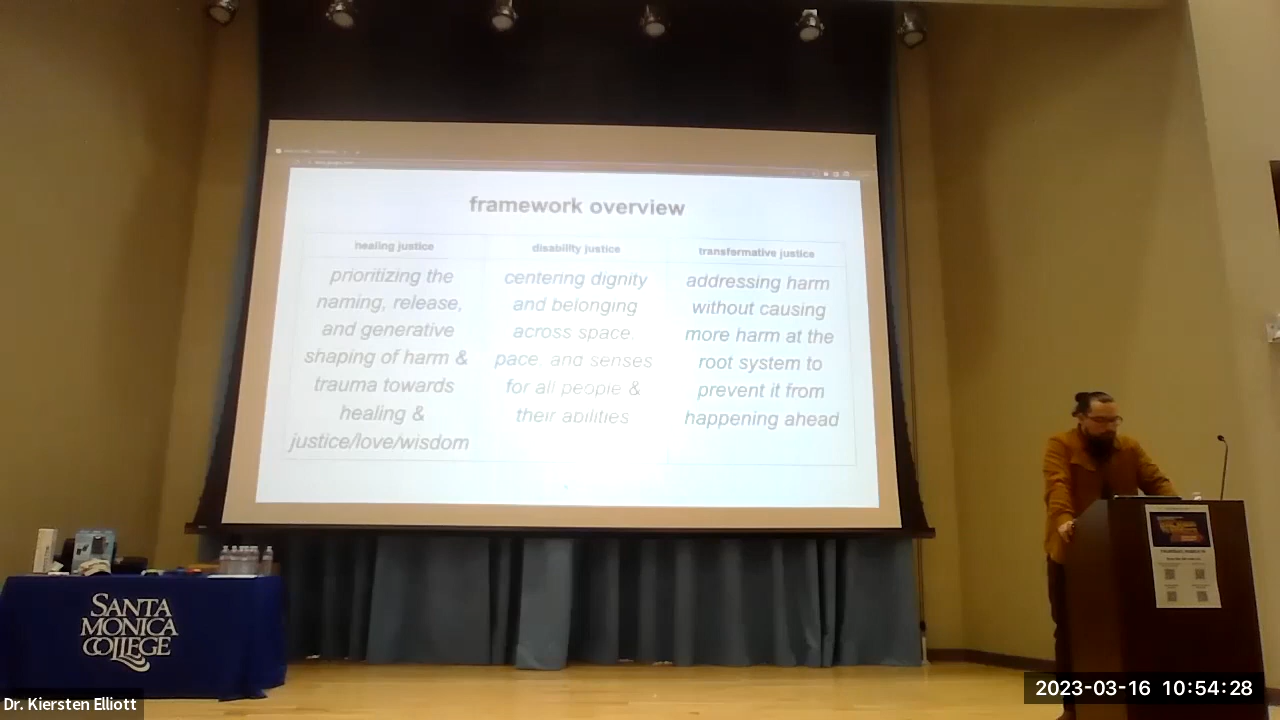 framework overview
healing justice
prioritizing the
naming, release,
and generative
shaping of harm &
trauma towards
healing &
justice/love/wisdom
disability justice
centering dignity
and belonging
across space,
pace, and senses
for all people &
their abilities
transformative justice
addressing harm
without causing
more harm at the
root system to
prevent it from
happening ahead
SANTA
MONICA
COLLEGE
Dr. Kiersten Elliott
2023-03-16 10:54:28